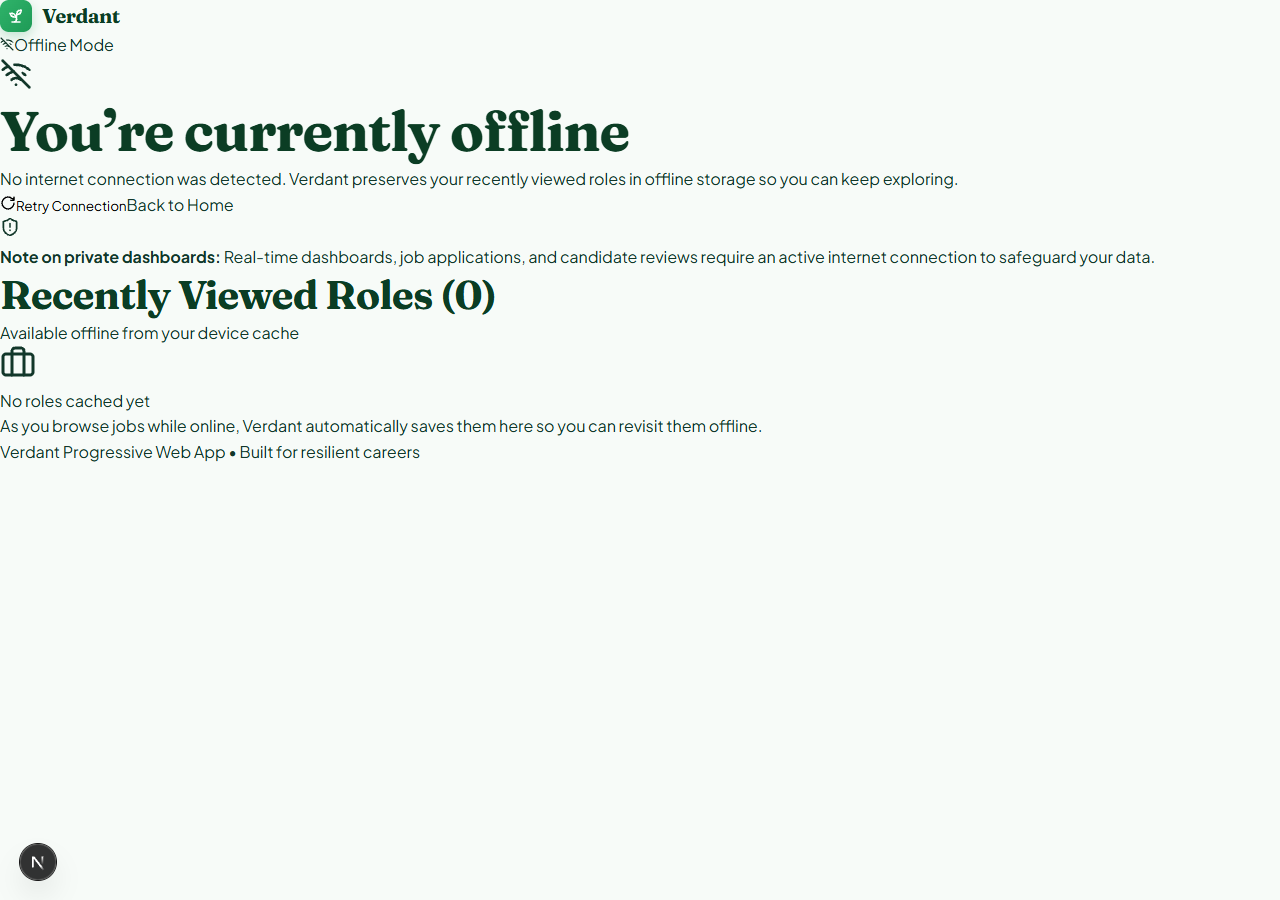 Verdant
Offline Mode
You’re currently offline
No internet connection was detected. Verdant preserves your recently viewed roles in offline storage so you can keep exploring.
Retry ConnectionBack to Home
Note on private dashboards: Real-time dashboards, job applications, and candidate reviews require an active internet connection to safeguard your data.
Recently Viewed Roles (0)
Available offline from your device cache
No roles cached yet
As you browse jobs while online, Verdant automatically saves them here so you can revisit them offline.
Verdant Progressive Web App • Built for resilient careers
N